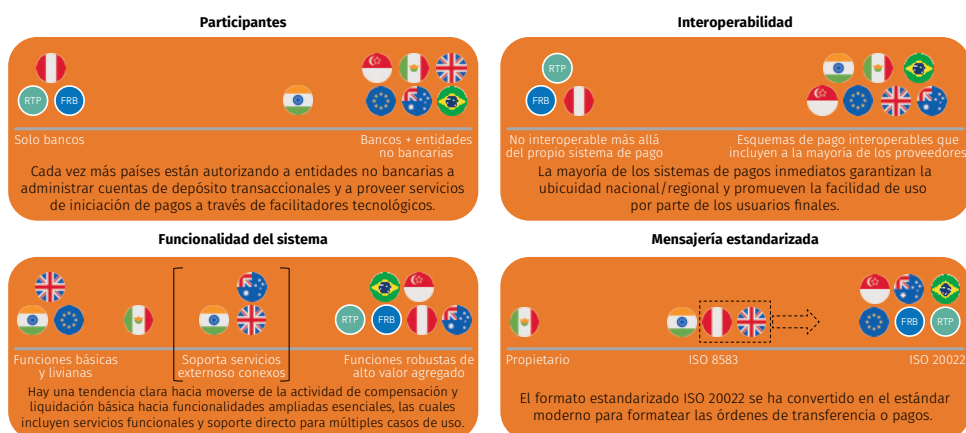 Participantes
RTP
FRB
Solo bancos
Bancos + entidades
no bancarias
Cada vez más países están autorizando a entidades no bancarias a
administrar cuentas de depósito transaccionales y a proveer servicios
de iniciación de pagos a través de facilitadores tecnológicos.
Interoperabilidad
RTP
FRB
No interoperable más allá
del propio sistema de pago
Esquemas de pago interoperables que
incluyen a la mayoría de los proveedores
La mayoría de los sistemas de pagos inmediatos garantizan la
ubicuidad nacional/regional y promueven la facilidad de uso
por parte de los usuarios finales.
Funcionalidad del sistema
RTP
FRB
Funciones básicas
y livianas
Soporta servicios
externoso conexos
Funciones robustas de
alto valor agregado
Hay una tendencia clara hacia moverse de la actividad de compensación y
liquidación básica hacia funcionalidades ampliadas esenciales, las cuales
incluyen servicios funcionales y soporte directo para múltiples casos de uso.
Mensajería estandarizada
FRB
RTP
Propietario
ISO 8583
ISO 20022
El formato estandarizado ISO 20022 se ha convertido en el estándar
moderno para formatear las órdenes de transferencia o pagos.